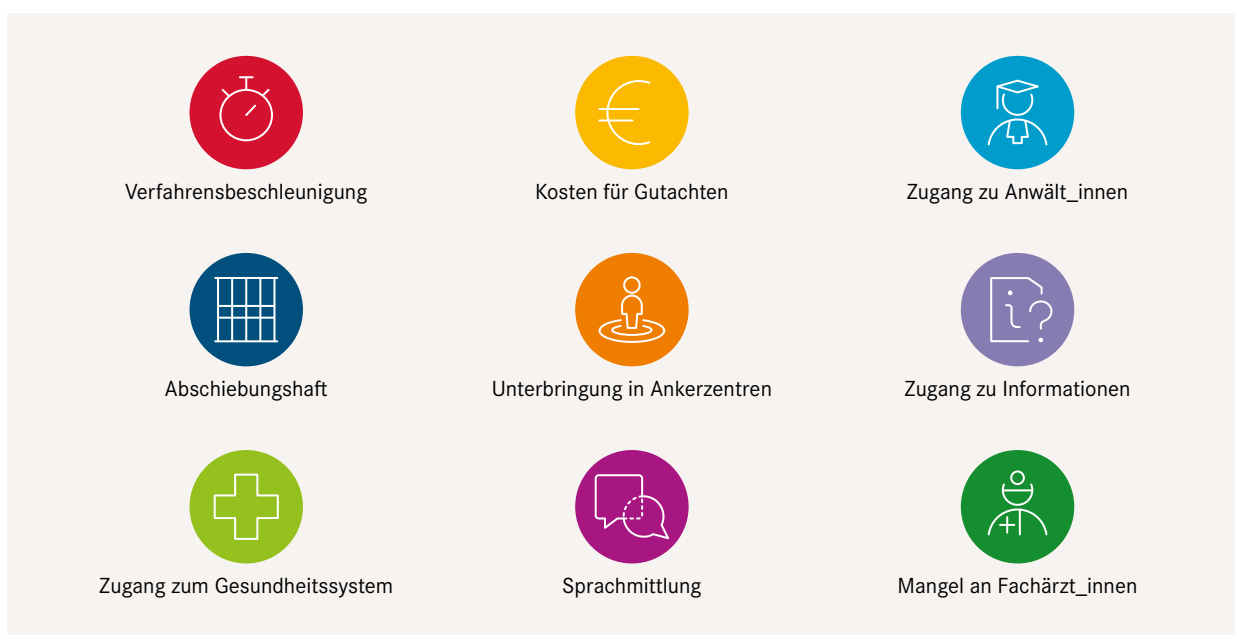 Verfahrensbeschleunigung
Kosten für Gutachten
Zugang zu Anwält_innen
Abschiebungshaft
Unterbringung in Ankerzentren
Zugang zu Informationen
Zugang zum Gesundheitssystem
Sprachmittlung
Mangel an Fachärzt_innen